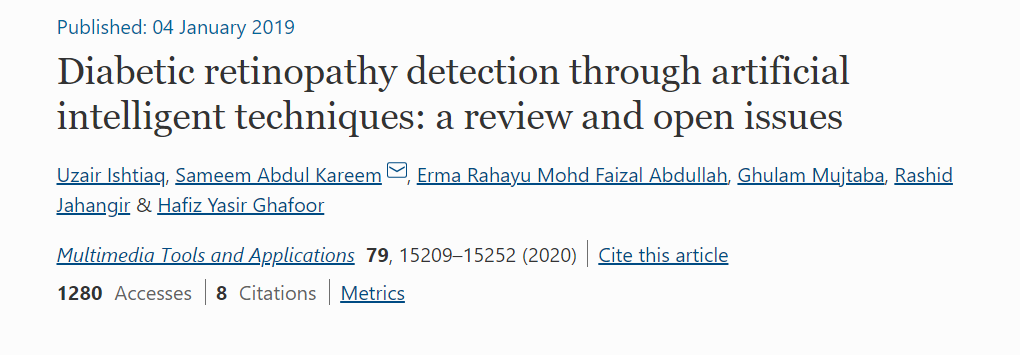 Published: 04 January 2019
Diabetic retinopathy detection through artificial
intelligent techniques: a review and open issues
Uzair Ishtiaq, Sameem Abdul Kareem, Erma Rahayu Mohd Faizal Abdullah, Ghulam Mujtaba, Rashid
Jahangir & Hafiz Yasir Ghafoor
Multimedia Tools and Applications 79, 15209–15252 (2020) Cite this article
1280 Accesses 8 Citations Metrics